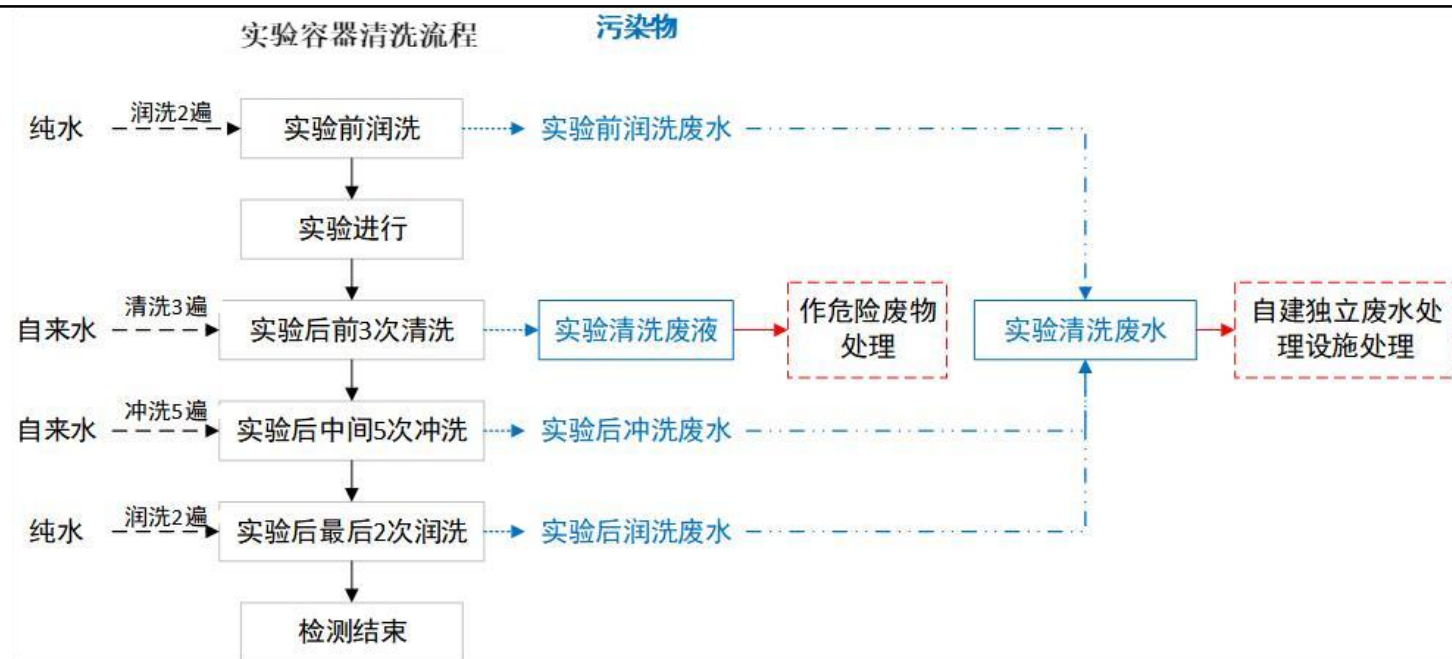 实验容器清洗流程
污染物
纯水
润洗2遍
实验前润洗
实验前润洗废水
实验进行
自来水
清洗3遍
实验后前3次清洗
实验清洗废液
作危险废物
处理
实验清洗废水
自建独立废水处
理设施处理
自来水
冲洗5遍
实验后中间5次冲洗
实验后冲洗废水
纯水
润洗2遍
实验后最后2次润洗
实验后润洗废水
检测结束